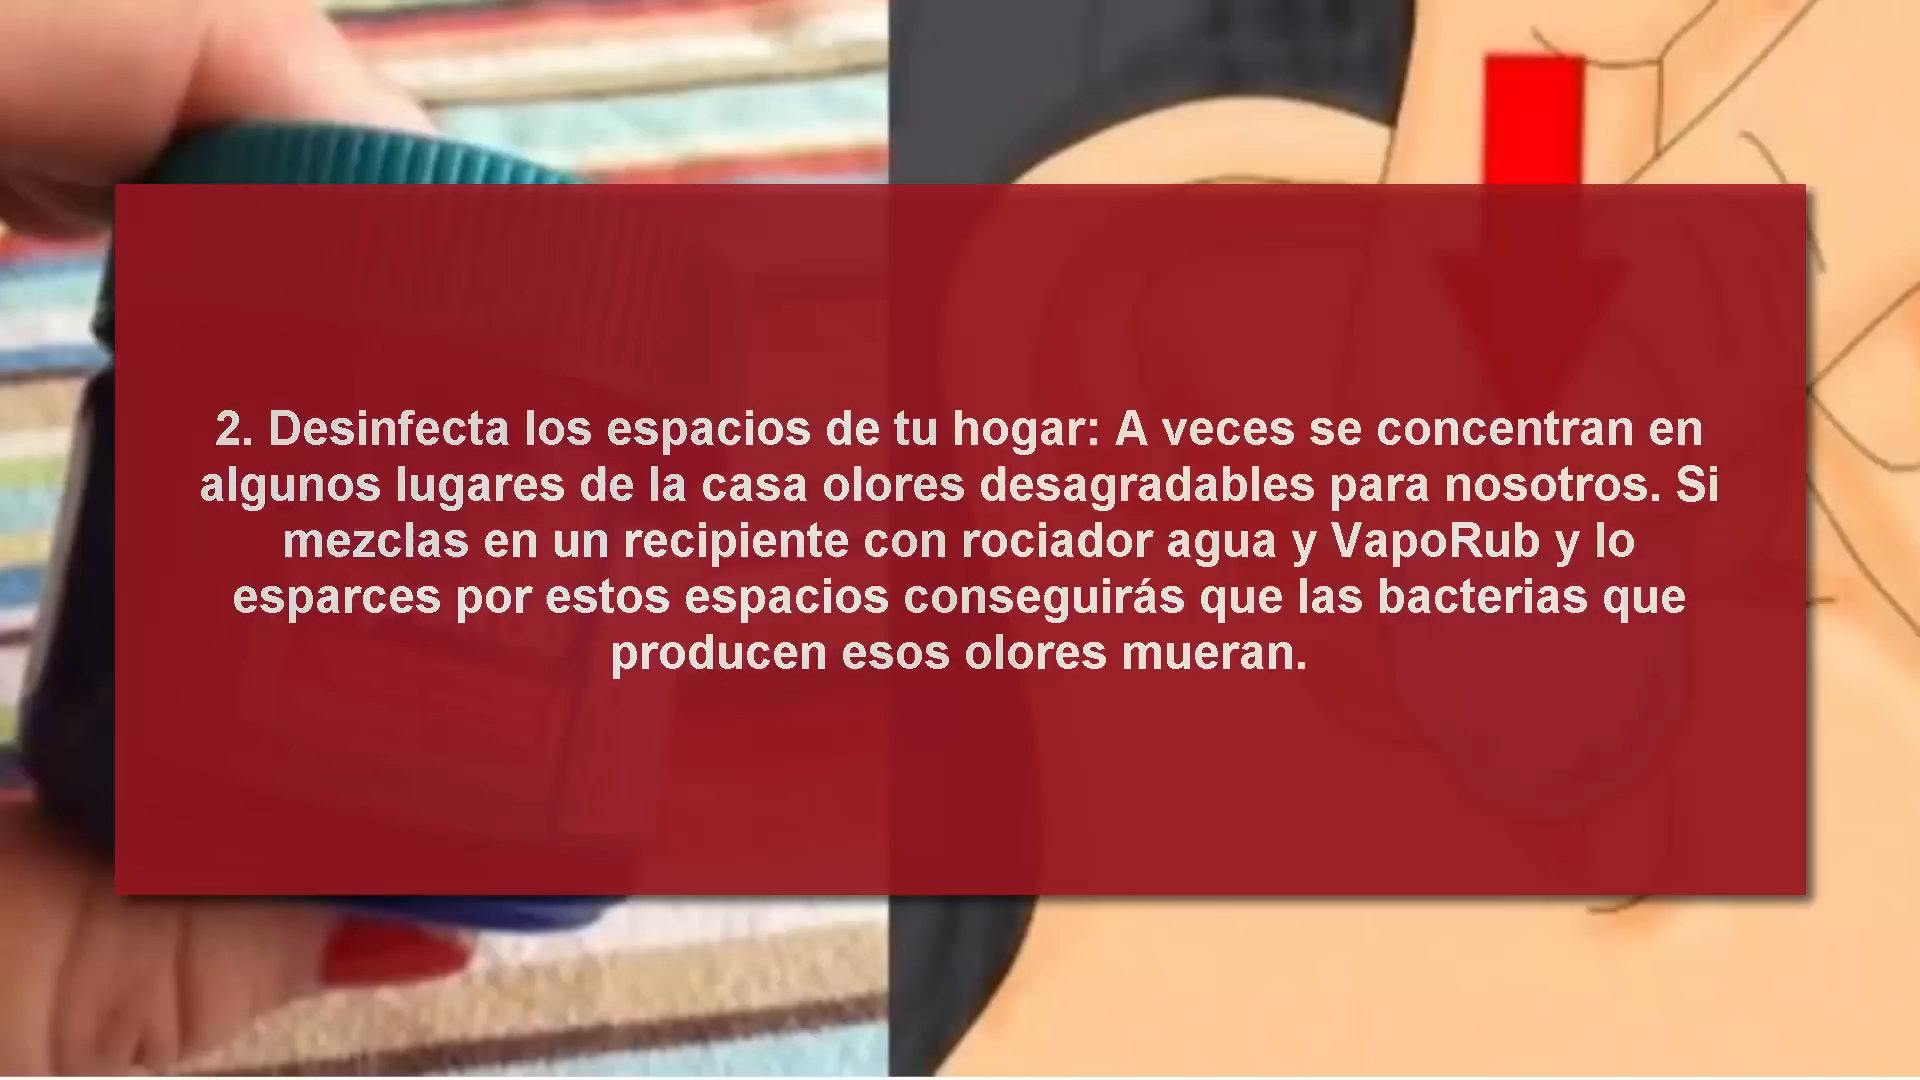 2. Desinfecta los espacios de tu hogar: A veces se concentran en
algunos lugares de la casa olores desagradables para nosotros. Si
mezclas en un recipiente con rociador agua y VapoRub y lo
esparces por estos espacios conseguirás que las bacterias que
producen esos olores mueran.